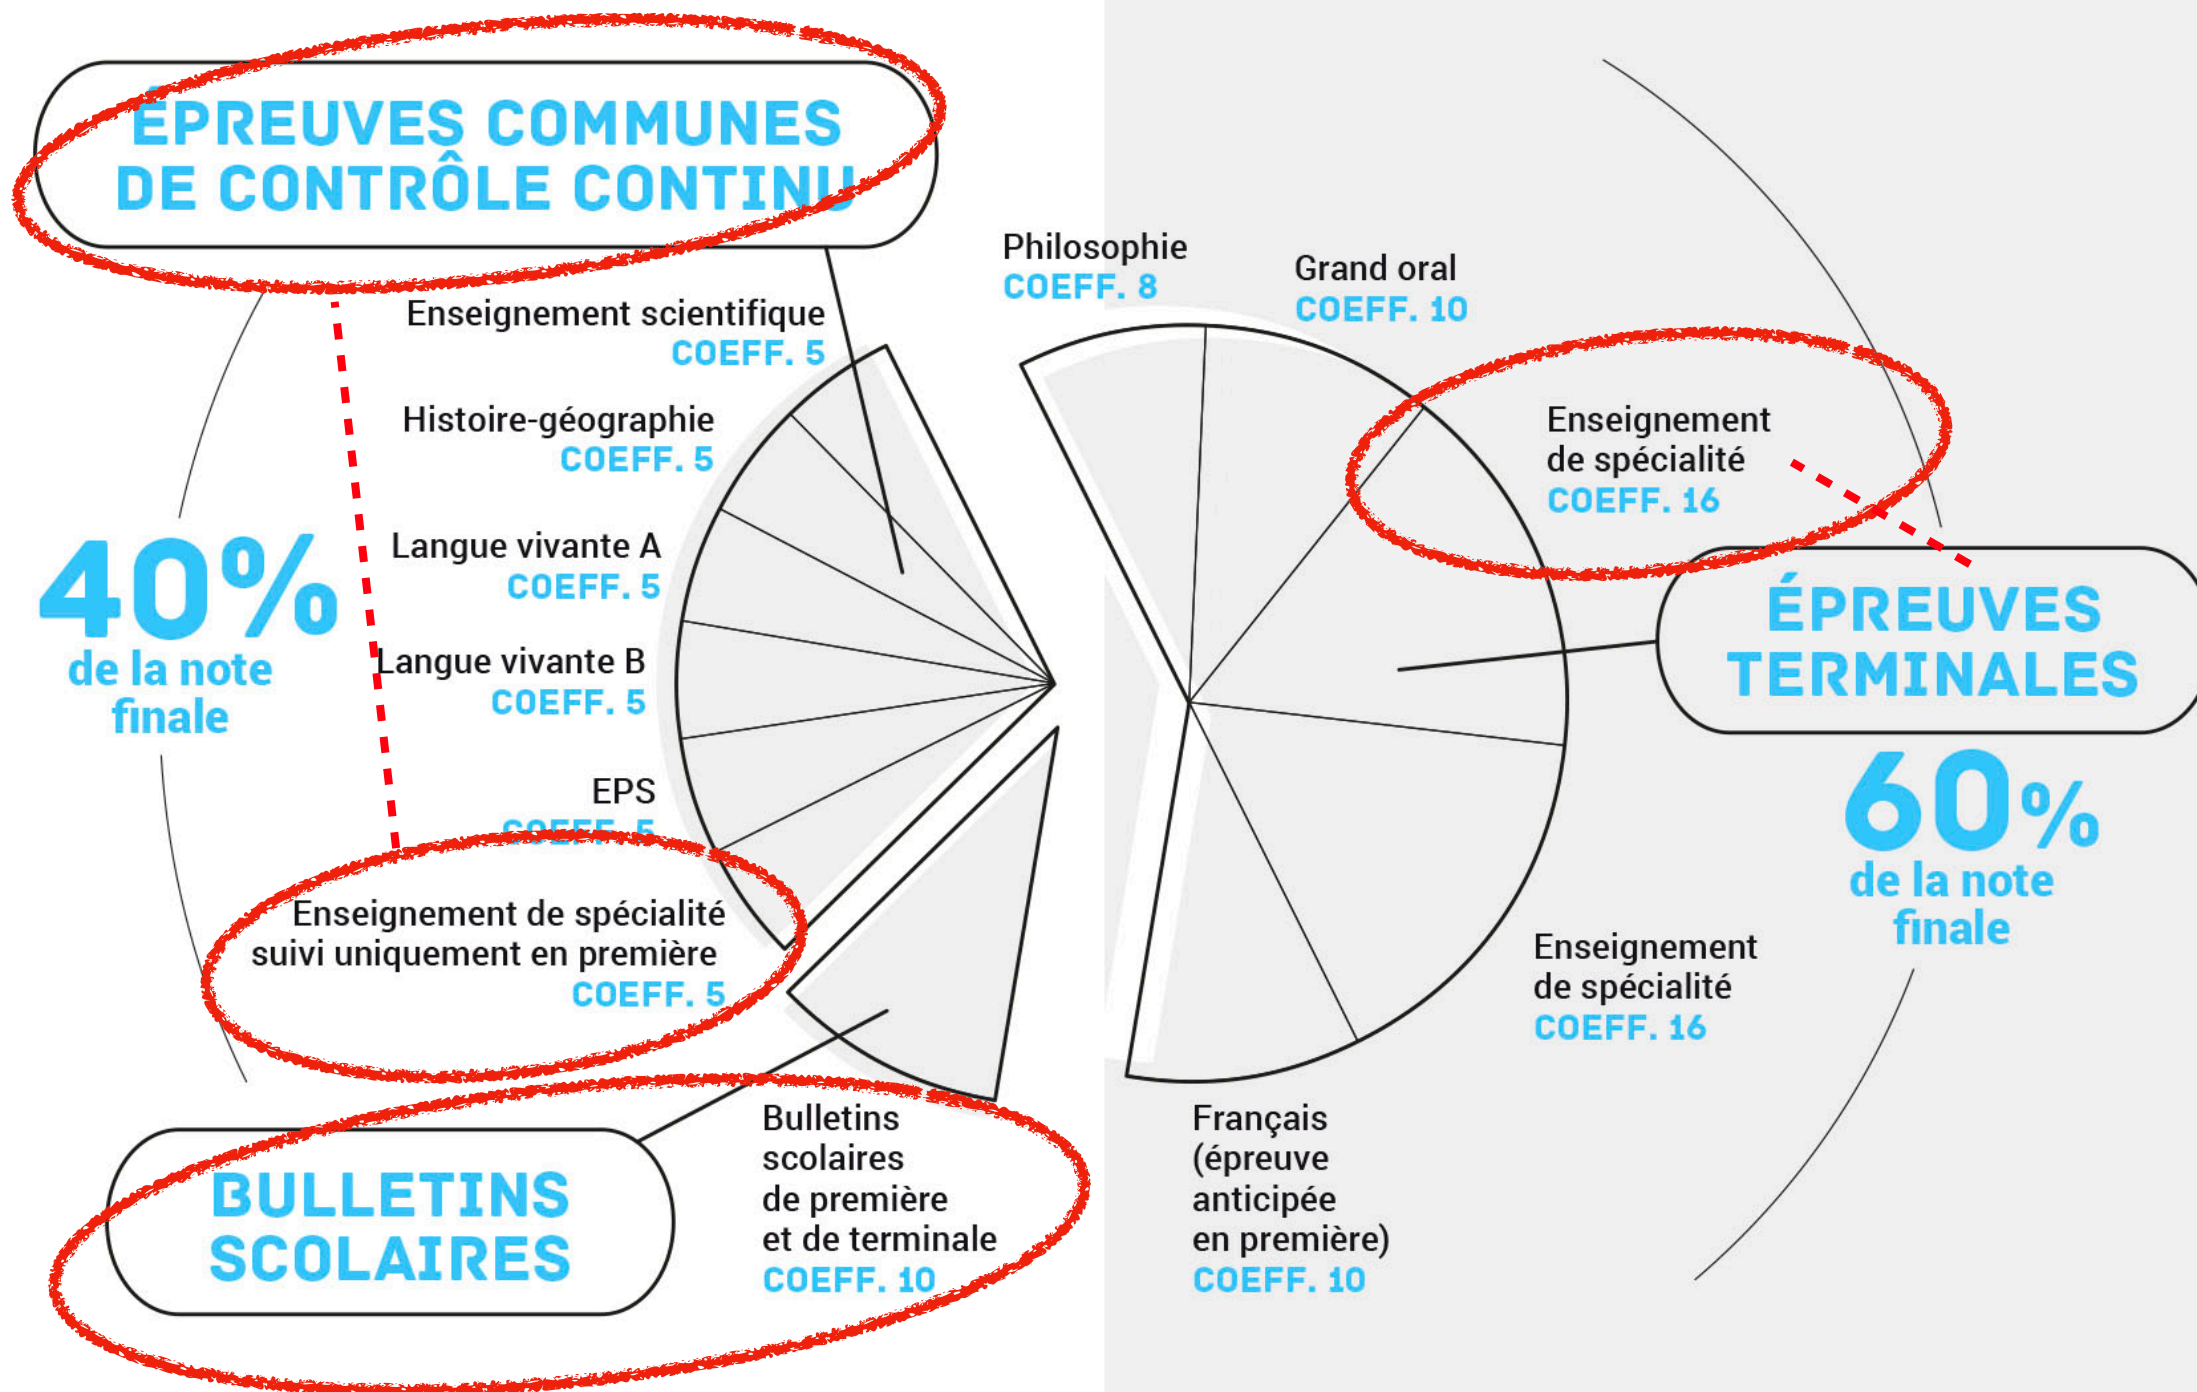 ÉPREUVES COMMUNES
DE CONTRÔLE CONTINU
Enseignement scientifique
COEFF. 5
Histoire-géographie
COEFF. 5
Langue vivante A
COEFF. 5
Langue vivante B
COEFF. 5
EPS
COEFF. 5
Enseignement de spécialité
suivi uniquement en première
COEFF. 5
40%
de la note
finale
BULLETINS
SCOLAIRES
Bulletins
scolaires
de première
et de terminale
COEFF. 10
Philosophie
COEFF. 8
Grand oral
COEFF. 10
Enseignement
de spécialité
COEFF. 16
ÉPREUVES
TERMINALES
60%
de la note
finale
Enseignement
de spécialité
COEFF. 16
Français
(épreuve
anticipée
en première)
COEFF. 10